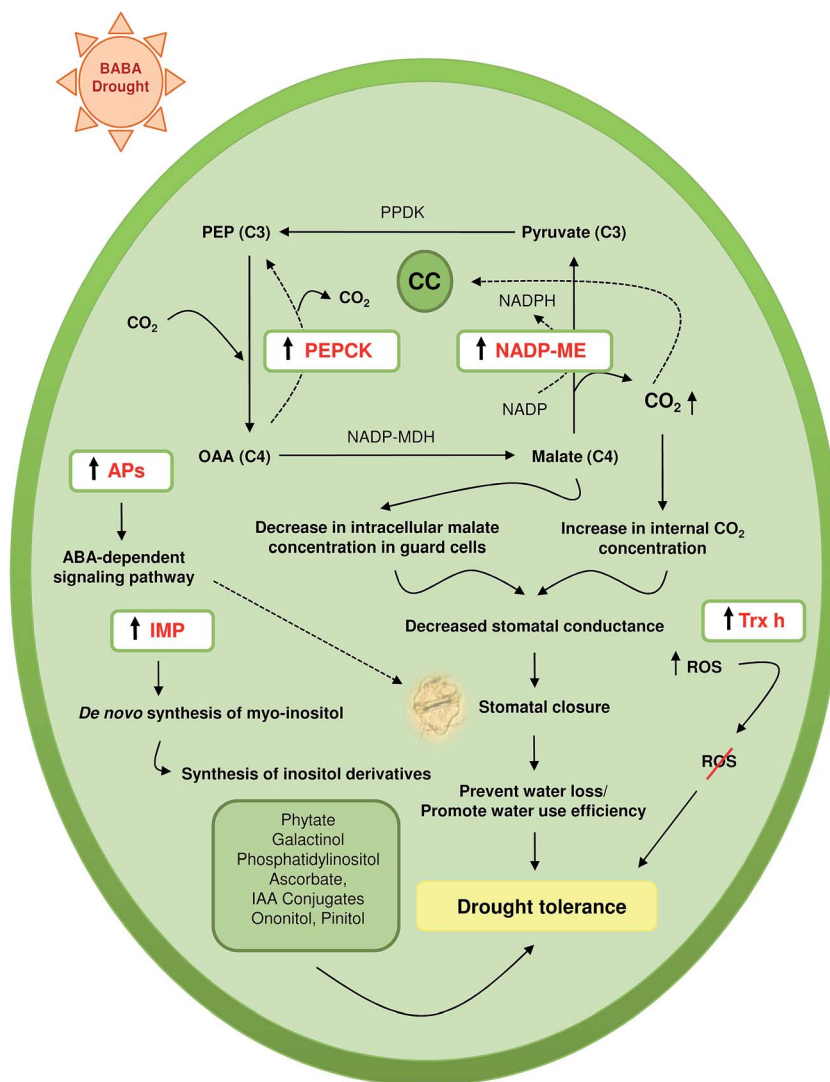 BABA
Drought
PPDK
PEP (C3)
Pyruvate (C3)
CC
CO₂
NADPH
CO₂
PEPCK
NADP-ME
NADP
CO₂
NADP-MDH
OAA (C4)
Malate (C4)
APs
Decrease in intracellular malate
concentration in guard cells
Increase in internal CO₂
concentration
ABA-dependent
signaling pathway
IMP
Trx h
Decreased stomatal conductance
ROS
De novo synthesis of myo-inositol
Stomatal closure
ROS
Synthesis of inositol derivatives
Prevent water loss/
Promote water use efficiency
Phytate
Galactinol
Phosphatidylinositol
Ascorbate,
IAA Conjugates
Ononitol, Pinitol
Drought tolerance